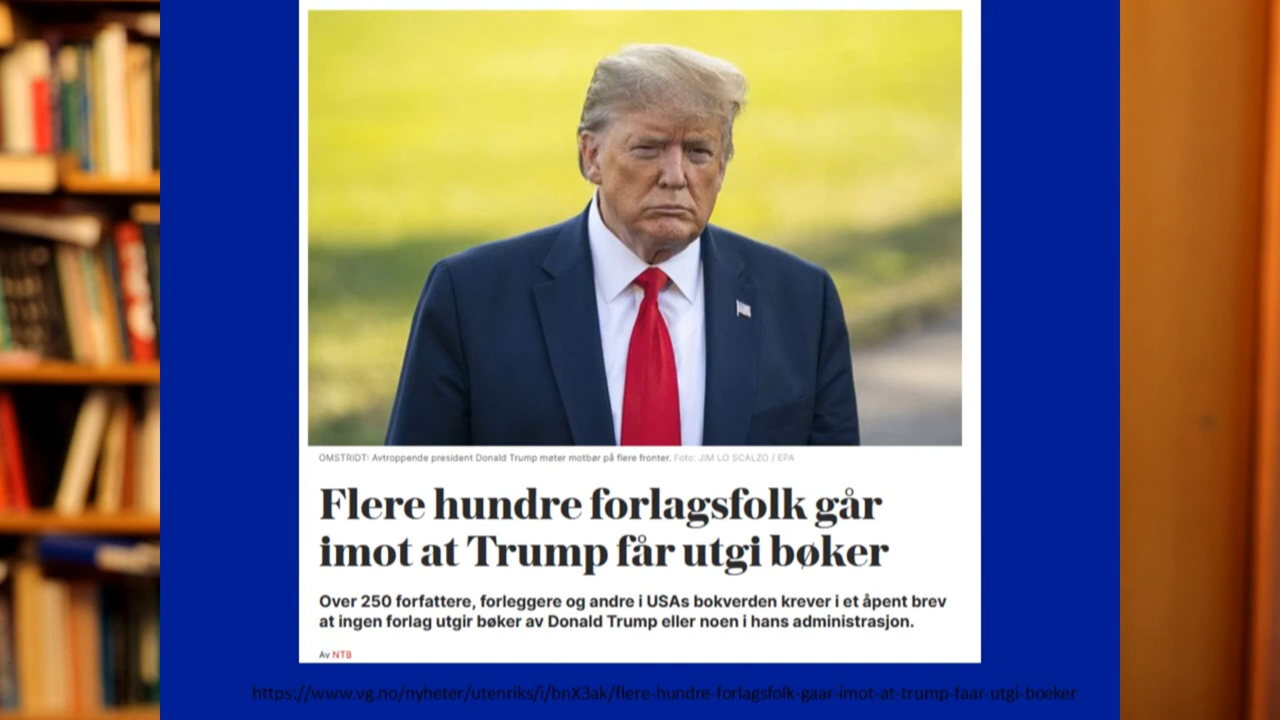 OMSTRIDT: Avtroppende president Donald Trump møter motbør på flere fronter. Foto: JIM LO SCALZO / EPA
Flere hundre forlagsfolk går
imot at Trump får utgi bøker
Over 250 forfattere, forleggere og andre i USAs bokverden krever i et åpent brev
at ingen forlag utgir bøker av Donald Trump eller noen i hans administrasjon.
Av NTB
https://www.vg.no/nyheter/utenriks/i/bnX3ak/flere-hundre-forlagsfolk-gaar-imot-at-trump-faar-utgi-boeker